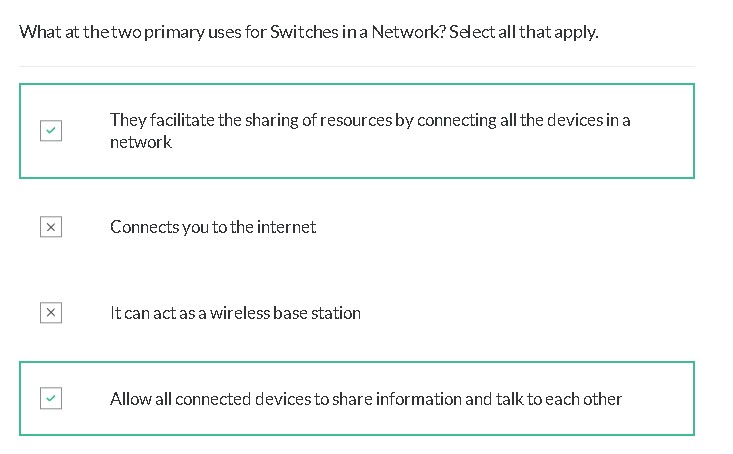 What at the two primary uses for Switches in a Network? Select all that apply.
They facilitate the sharing of resources by connecting all the devices in a
network
Connects you to the internet
It can act as a wireless base station
Allow all connected devices to share information and talk to each other